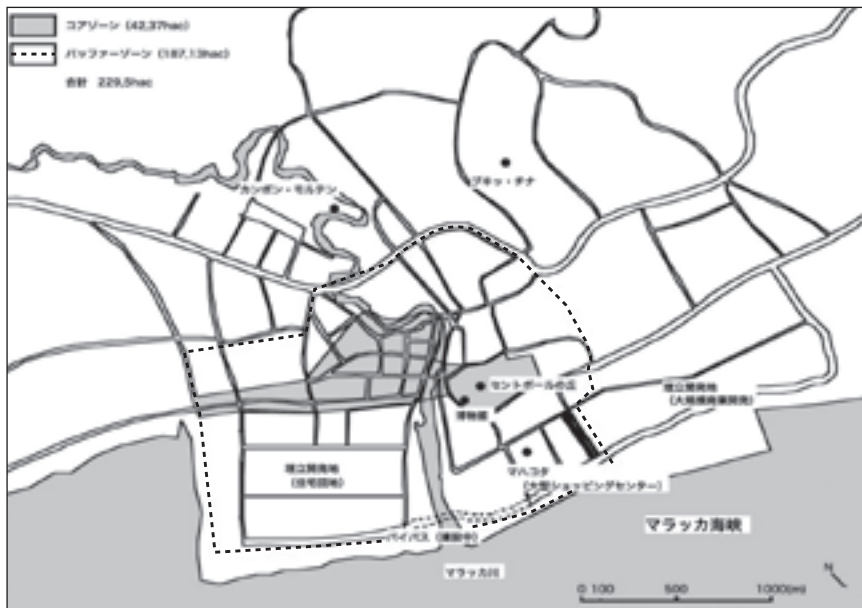 コアゾーン (42,37hac)
バッファーゾーン (187,13hac)
合計 229,5hac
ブキッ・チナ
カンポン・モルテン
セントポールの丘
博物館
埋立開発地
(大規模商業開発)
マハコタ
(大型ショッピングセンター)
埋立開発地
(住宅団地)
バイパス (建設中)
マラッカ海峡
マラッカ川
N
0 100 500 1000(m)